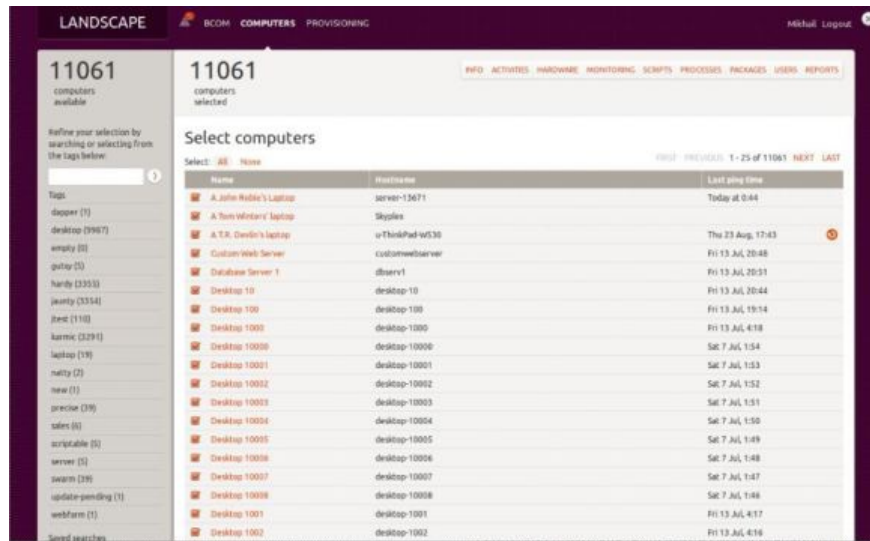 LANDSCAPE
BCOM COMPUTERS PROVISIONING
Mikhail Logout
11061
computers
available
Refine your selection by
searching or selecting from
the tags below:
Tags
dapper (1)
desktop (9987)
empty (0)
gutsy (5)
hardy (3355)
jaunty (3354)
jtest (110)
karmic (3291)
laptop (19)
natty (2)
new (1)
precise (39)
sales (6)
scriptable (5)
server (5)
swarm (39)
update-pending (1)
webfarm (1)
Saved searches
11061
computers
selected
INFO ACTIVITIES HARDWARE MONITORING SCRIPTS PROCESSES PACKAGES USERS REPORTS
Select computers
Select: All None
FIRST PREVIOUS 1 - 25 of 11061 NEXT LAST
Name Hostname Last ping time
A John Robie's Laptop server-13671 Today at 0:44
A Tom Winters' laptop Skyplex
A T.R. Devlin's laptop u-ThinkPad-W530 Thu 23 Aug, 17:43
Custom Web Server customwebserver Fri 13 Jul, 20:48
Database Server 1 dbserv1 Fri 13 Jul, 20:51
Desktop 10 desktop-10 Fri 13 Jul, 20:44
Desktop 100 desktop-100 Fri 13 Jul, 19:14
Desktop 1000 desktop-1000 Fri 13 Jul, 4:18
Desktop 10000 desktop-10000 Sat 7 Jul, 1:54
Desktop 10001 desktop-10001 Sat 7 Jul, 1:53
Desktop 10002 desktop-10002 Sat 7 Jul, 1:52
Desktop 10003 desktop-10003 Sat 7 Jul, 1:51
Desktop 10004 desktop-10004 Sat 7 Jul, 1:50
Desktop 10005 desktop-10005 Sat 7 Jul, 1:49
Desktop 10006 desktop-10006 Sat 7 Jul, 1:48
Desktop 10007 desktop-10007 Sat 7 Jul, 1:47
Desktop 10008 desktop-10008 Sat 7 Jul, 1:46
Desktop 1001 desktop-1001 Fri 13 Jul, 4:17
Desktop 1002 desktop-1002 Fri 13 Jul, 4:16